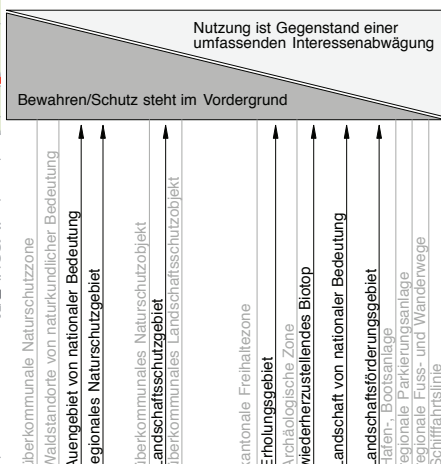 Nutzung ist Gegenstand einer
umfassenden Interessenabwägung
Bewahren/Schutz steht im Vordergrund
überkommunale Naturschutzzone
Waldstandorte von naturkundlicher Bedeutung
Auengebiet von nationaler Bedeutung
regionales Naturschutzgebiet
überkommunales Naturschutzobjekt
Landschaftsschutzgebiet
überkommunales Landschaftsschutzobjekt
kantonale Freihaltezone
Erholungsgebiet
Archäologische Zone
wiederherzustellendes Biotop
Landschaft von nationaler Bedeutung
Landschaftsförderungsgebiet
Hafen-, Bootsanlage
regionale Parkierungsanlage
regionale Fuss- und Wanderwege
Schifffahrtslinie